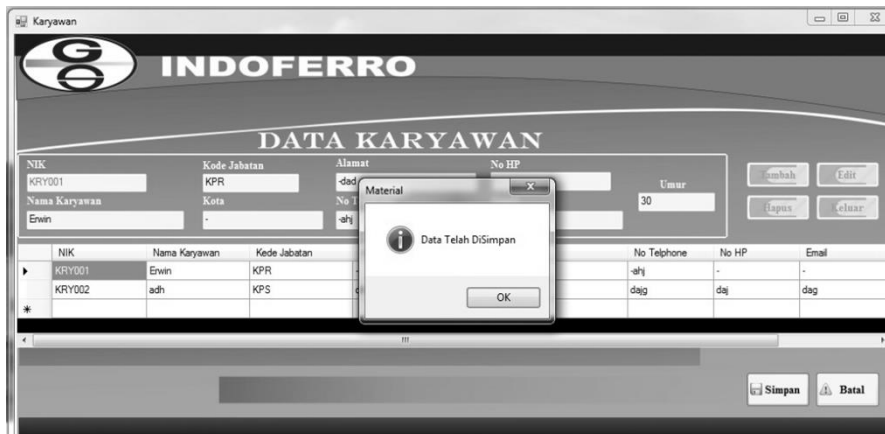 Karyawan
INDOFERRO
DATA KARYAWAN
NIK Kode Jabatan Alamat No HP
KRY001 KPR -dad
Umur
30
Tambah Edit
Nama Karyawan Kota No T
Erwin - -ahj
Hapus Keluar
Material
Data Telah DiSimpan
OK
NIK Nama Karyawan Kede Jabatan No Telphone No HP Email
KRY001 Erwin KPR -ahj - -
KRY002 adh KPS dajg daj dag
Simpan Batal